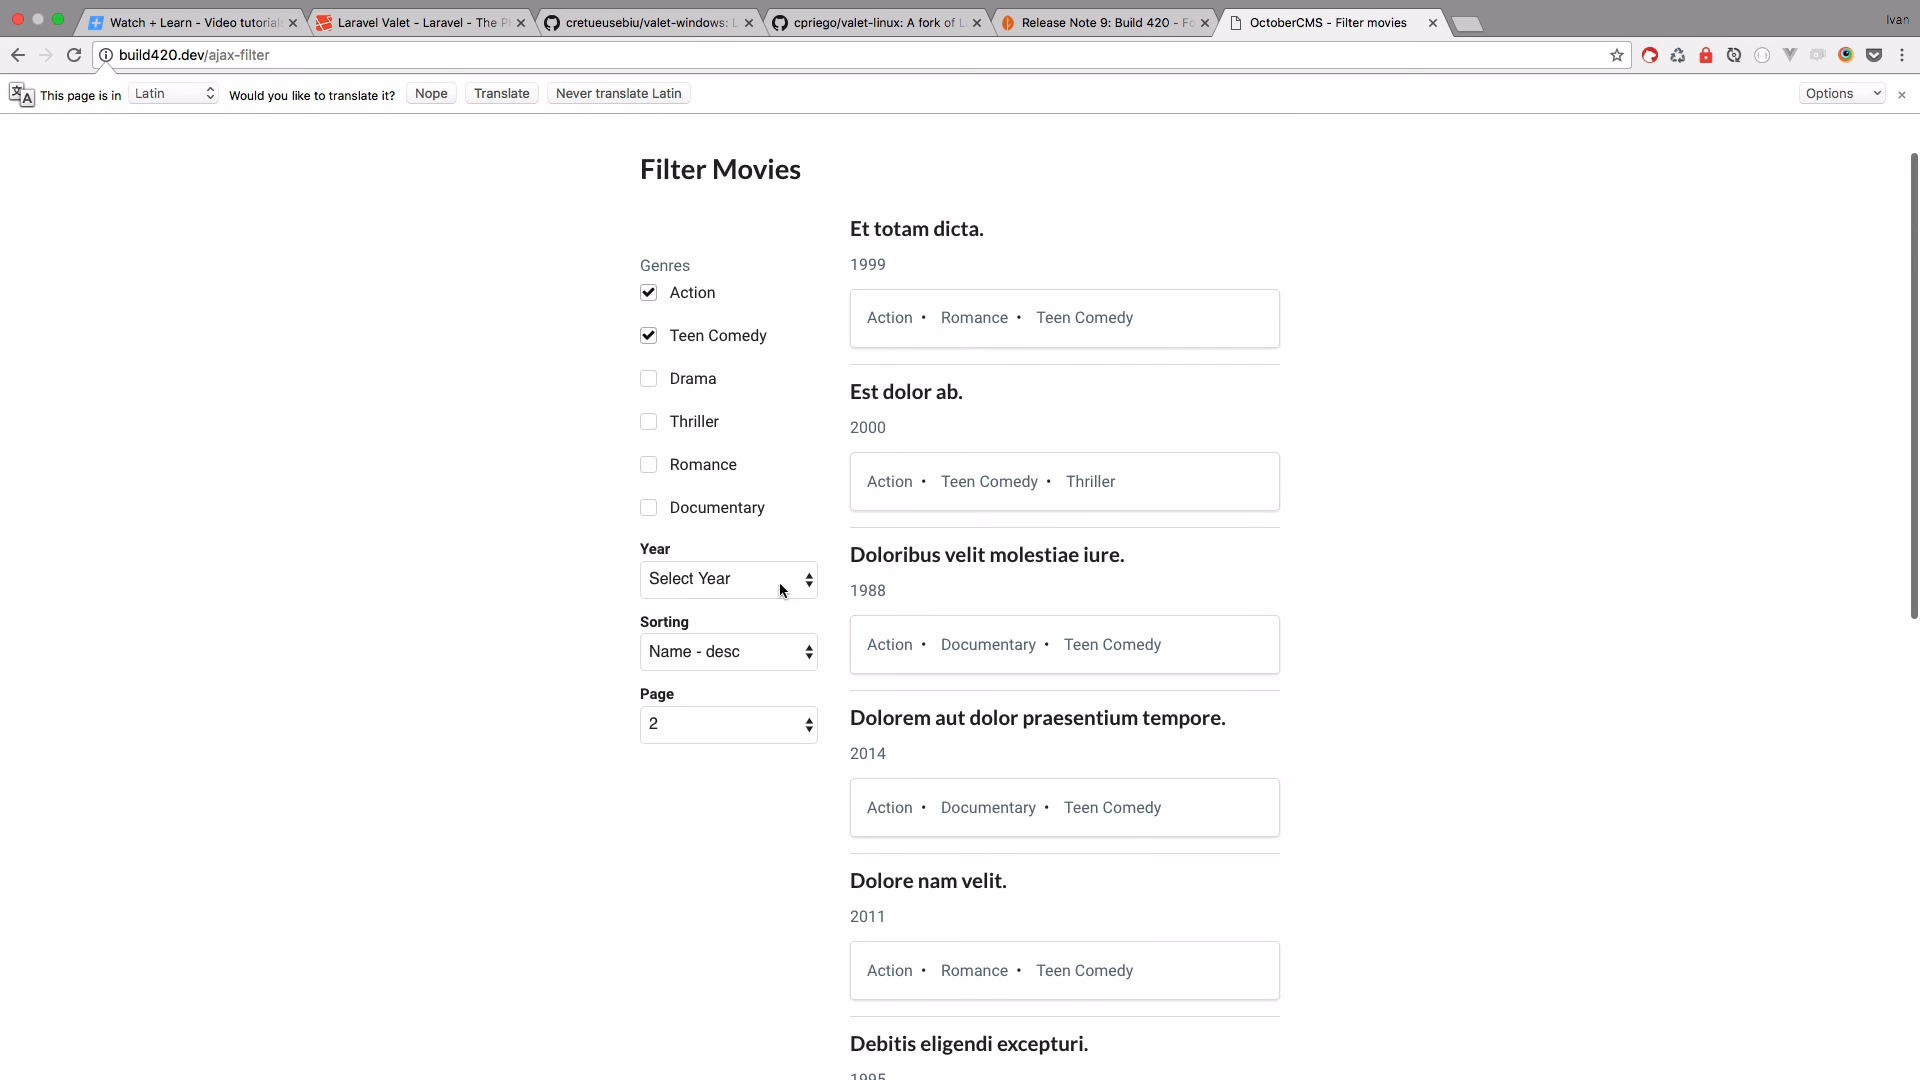 Watch + Learn - Video tutorials
Laravel Valet - Laravel - The P
cretueusebiu/valet-windows: L
cpriego/valet-linux: A fork of L
Release Note 9: Build 420 - Fo
OctoberCMS - Filter movies
Ivan
build420.dev/ajax-filter
This page is in Latin Would you like to translate it? Nope Translate Never translate Latin Options
Filter Movies
Genres
Action
Teen Comedy
Drama
Thriller
Romance
Documentary
Year
Select Year
Sorting
Name - desc
Page
2
Et totam dicta.
1999
Action • Romance • Teen Comedy
Est dolor ab.
2000
Action • Teen Comedy • Thriller
Doloribus velit molestiae iure.
1988
Action • Documentary • Teen Comedy
Dolorem aut dolor praesentium tempore.
2014
Action • Documentary • Teen Comedy
Dolore nam velit.
2011
Action • Romance • Teen Comedy
Debitis eligendi excepturi.
1995